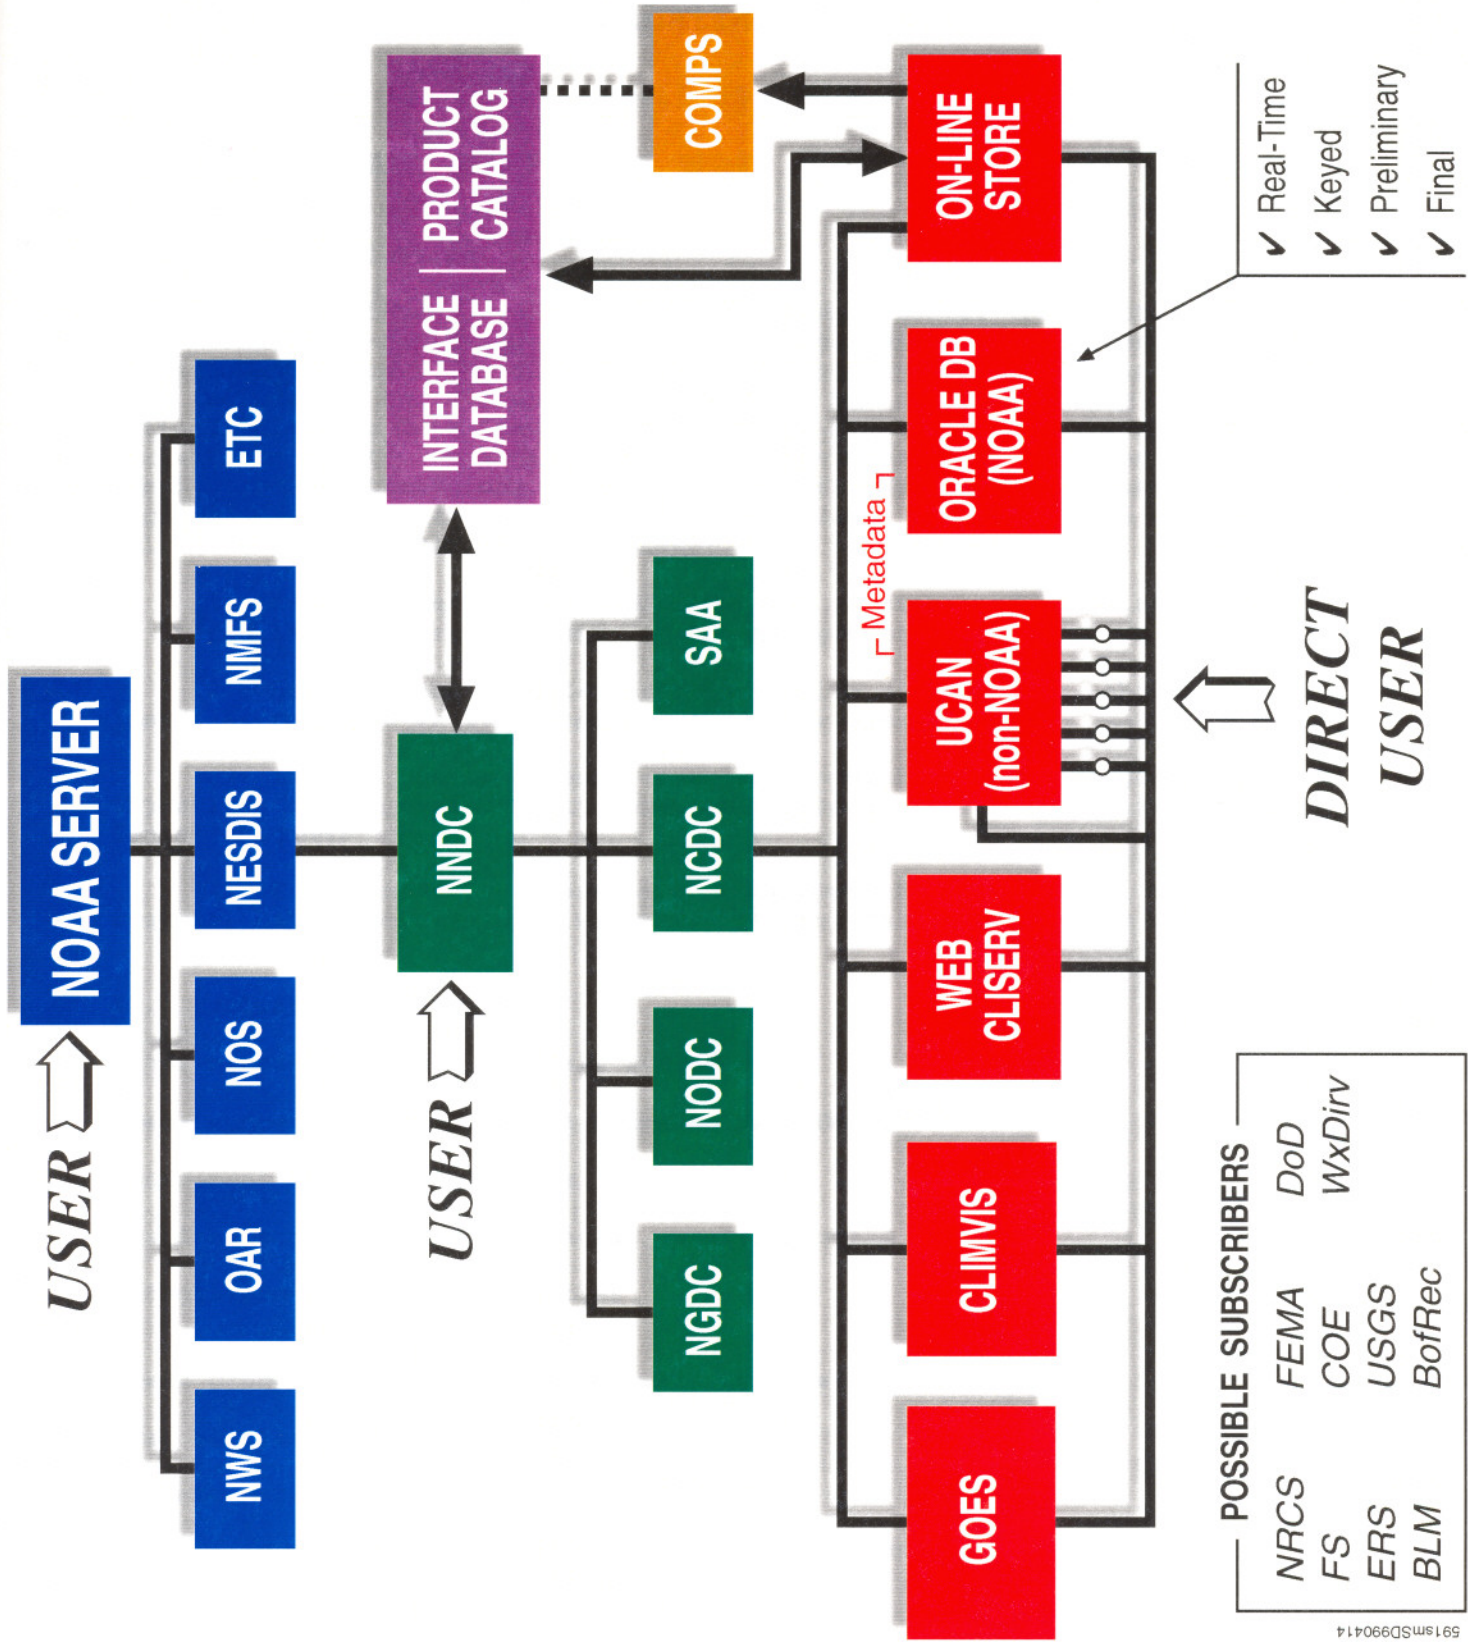 NOAA SERVER
USER
NWS
OAR
NOS
NESDIS
NMFS
ETC
USER
NNDC
INTERFACE
DATABASE
PRODUCT
CATALOG
NGDC
NODC
NCDC
SAA
COMPS
Metadata
GOES
CLIMVIS
WEB
CLISERV
UCAN
(non-NOAA)
ORACLE DB
(NOAA)
ON-LINE
STORE
POSSIBLE SUBSCRIBERS
NRCS FEMA DoD
FS COE WxDirv
ERS USGS
BLM BofRec
DIRECT
USER
✓ Real-Time
✓ Keyed
✓ Preliminary
✓ Final
591smSD990414